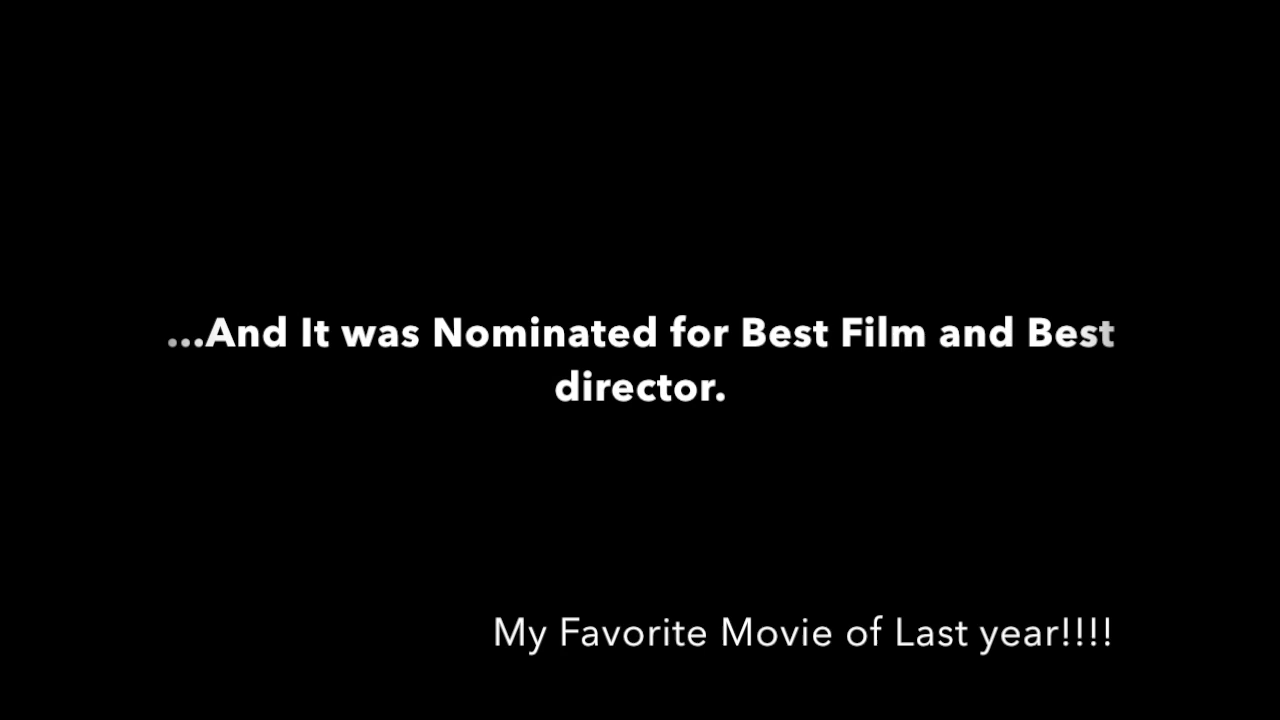 ...And It was Nominated for Best Film and Best
director.
My Favorite Movie of Last year!!!!